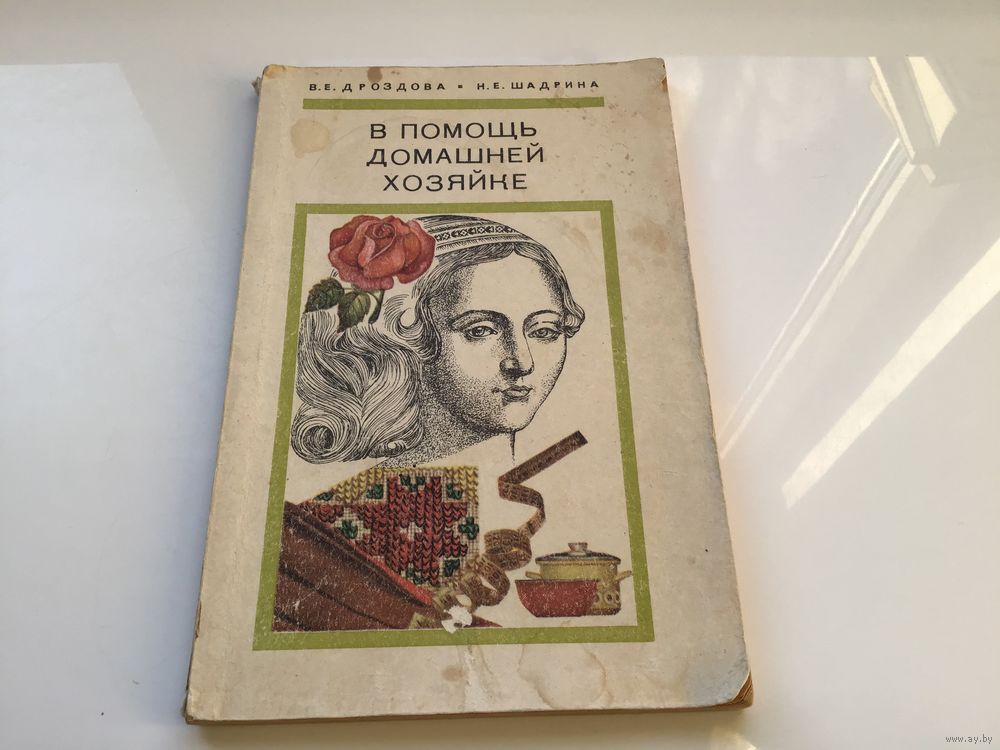 В.Е. ДРОЗДОВА ▪ Н.Е. ШАДРИНА
В ПОМОЩЬ
ДОМАШНЕЙ
ХОЗЯЙКЕ
www.ay.by